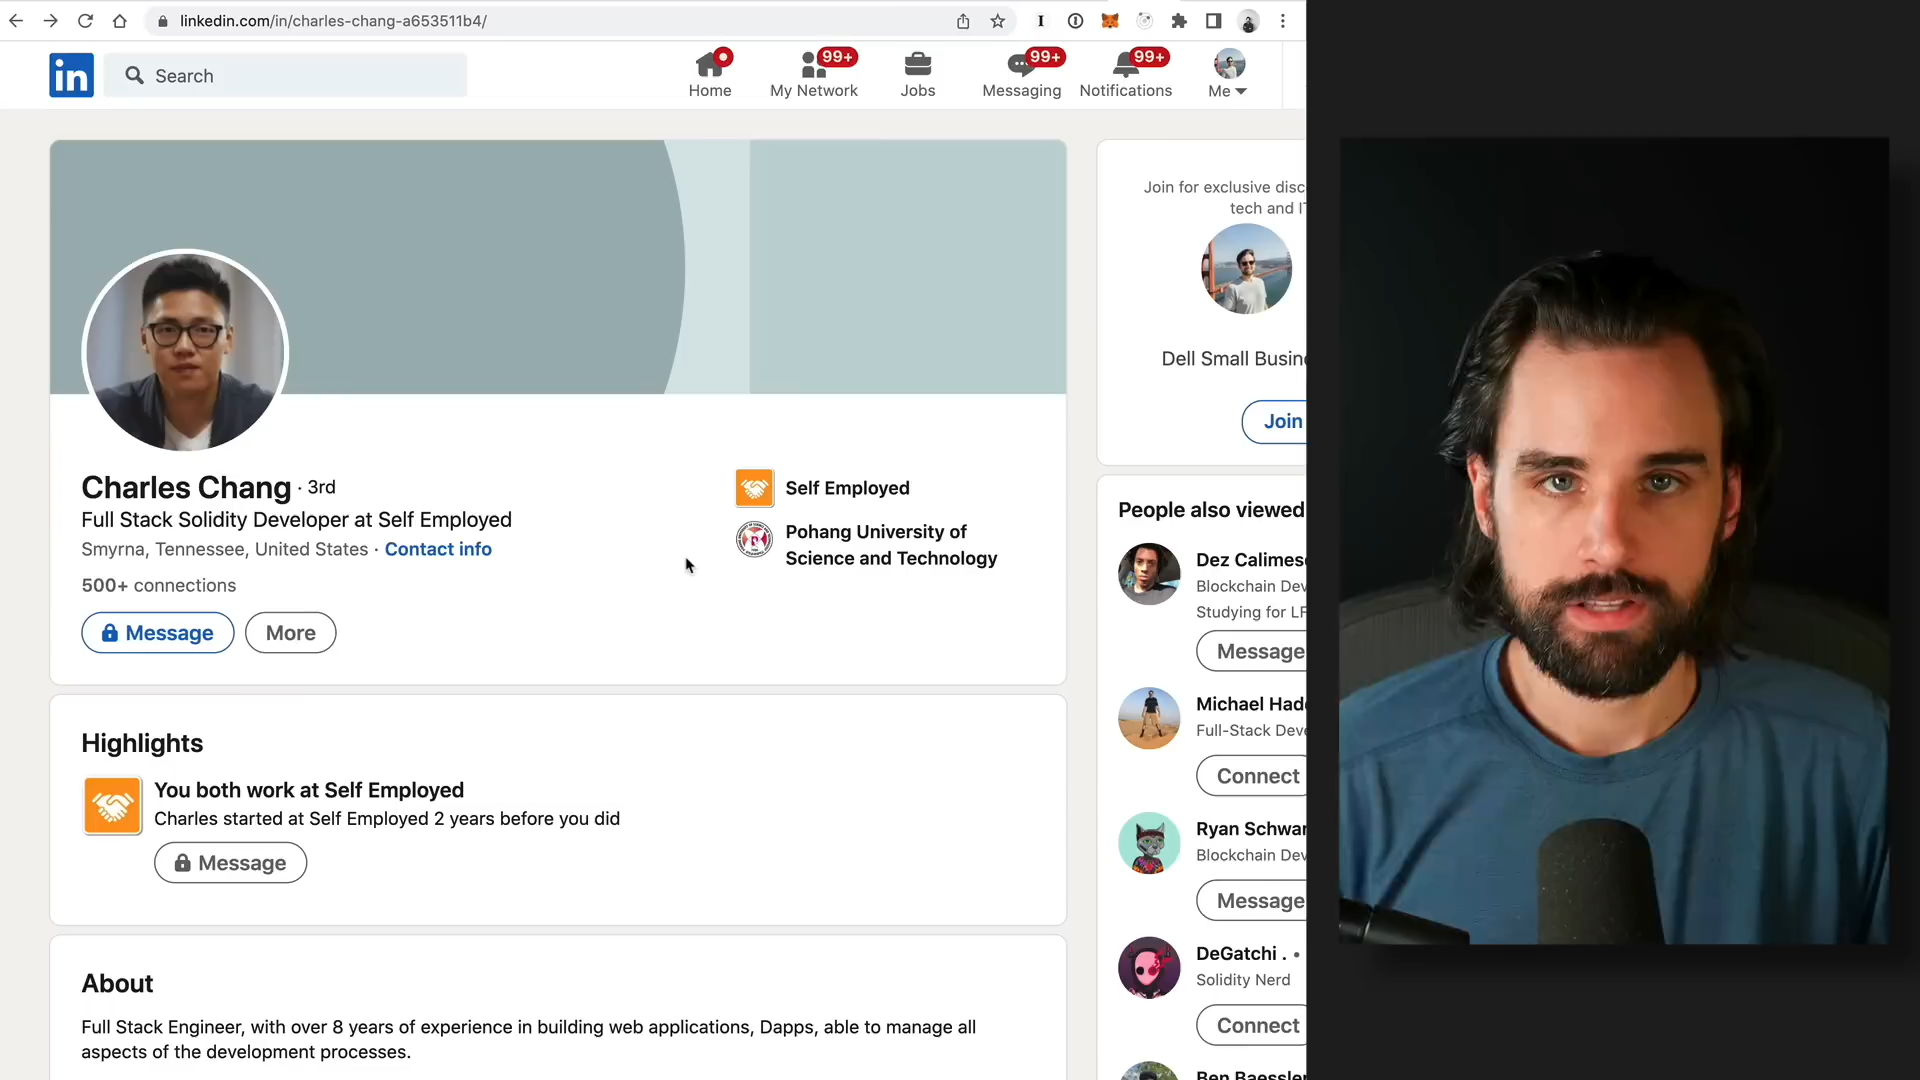 linkedin.com/in/charles-chang-a653511b4/
in
Search
Home
99+
My Network
Jobs
99+
Messaging
99+
Notifications
Me
Charles Chang · 3rd
Full Stack Solidity Developer at Self Employed
Smyrna, Tennessee, United States · Contact info
500+ connections
Message
More
Self Employed
Pohang University of
Science and Technology
Highlights
You both work at Self Employed
Charles started at Self Employed 2 years before you did
Message
About
Full Stack Engineer, with over 8 years of experience in building web applications, Dapps, able to manage all
aspects of the development processes.
Join for exclusive disc
tech and IT
Dell Small Busin
Join
People also viewed
Dez Calimes
Blockchain Dev
Studying for LF
Message
Michael Had
Full-Stack Deve
Connect
Ryan Schwar
Blockchain Dev
Message
DeGatchi . •
Solidity Nerd
Connect
Ben Baessler